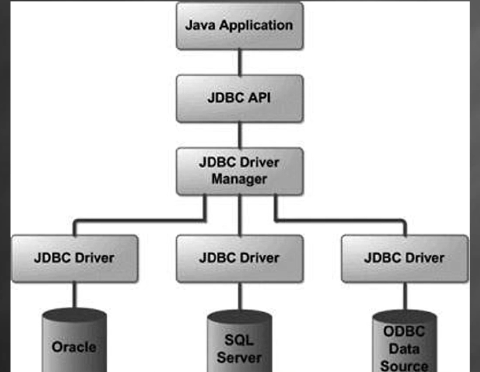 Java Application
JDBC API
JDBC Driver
Manager
JDBC Driver
JDBC Driver
JDBC Driver
Oracle
SQL
Server
ODBC
Data
Source